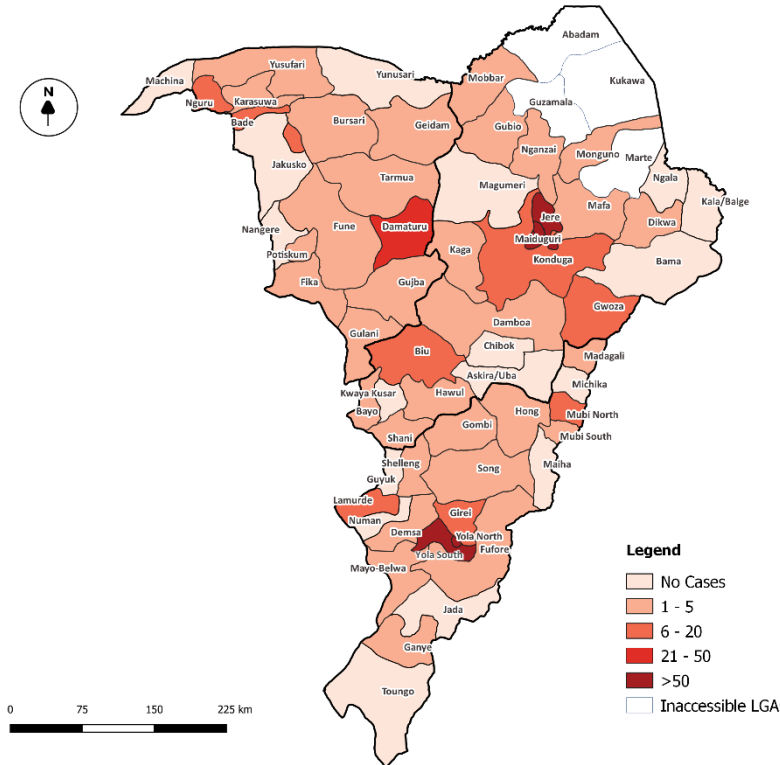 Abadam
Machina
Yusufari
Yunusari
Mobbar
Kukawa
Nguru
Karasuwa
Guzamala
Bade
Bursari
Geidam
Gubio
Nganzai
Monguno
Marte
Jakusko
Tarmua
Magumeri
Ngala
Kala/Balge
Mafa
Jere
Dikwa
Nangere
Fune
Damaturu
Maiduguri
Kaga
Konduga
Bama
Potiskum
Fika
Gujba
Gwoza
Gulani
Damboa
Biu
Chibok
Madagali
Askira/Uba
Michika
Kwaya Kusar
Hawul
Bayo
Hong
Mubi North
Gombi
Mubi South
Shani
Shelleng
Song
Maiha
Guyuk
Lamurde
Girei
Numan
Demsa
Yola North
Yola South
Fufore
Mayo-Belwa
Jada
Ganye
Toungo
N
Legend
No Cases
1 - 5
6 - 20
21 - 50
>50
Inaccessible LGA
0 75 150 225 km